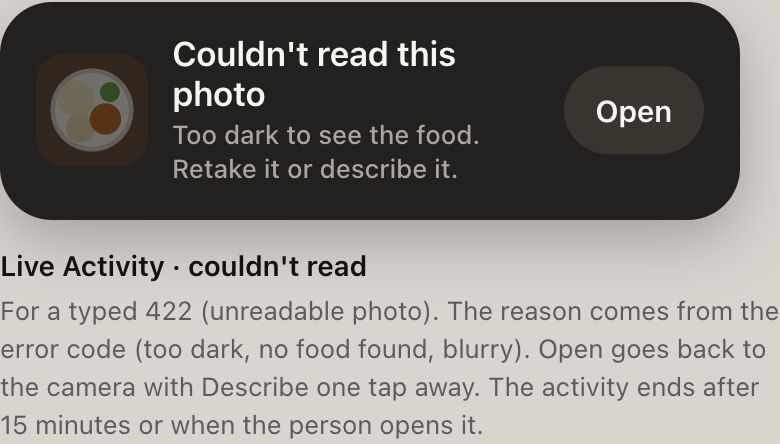 Couldn't read this
photo
Too dark to see the food.
Retake it or describe it.
Open
Live Activity · couldn't read
For a typed 422 (unreadable photo). The reason comes from the
error code (too dark, no food found, blurry). Open goes back to
the camera with Describe one tap away. The activity ends after
15 minutes or when the person opens it.